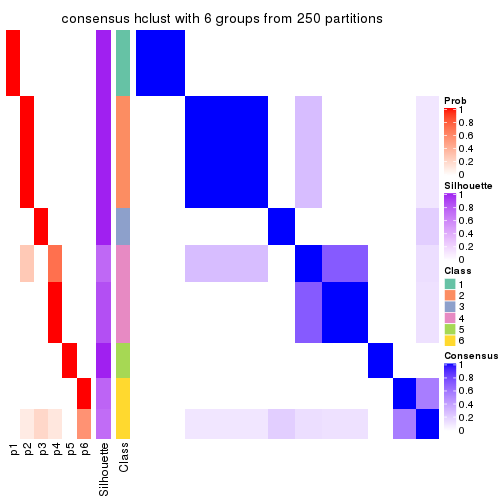 consensus hclust with 6 groups from 250 partitions
Prob
1
0.8
0.6
0.4
0.2
0
Silhouette
1
0.8
0.6
0.4
0.2
0
Class
1
2
3
4
5
6
Consensus
1
0.8
0.6
0.4
0.2
0
p1
p2
p3
p4
p5
p6
Silhouette
Class